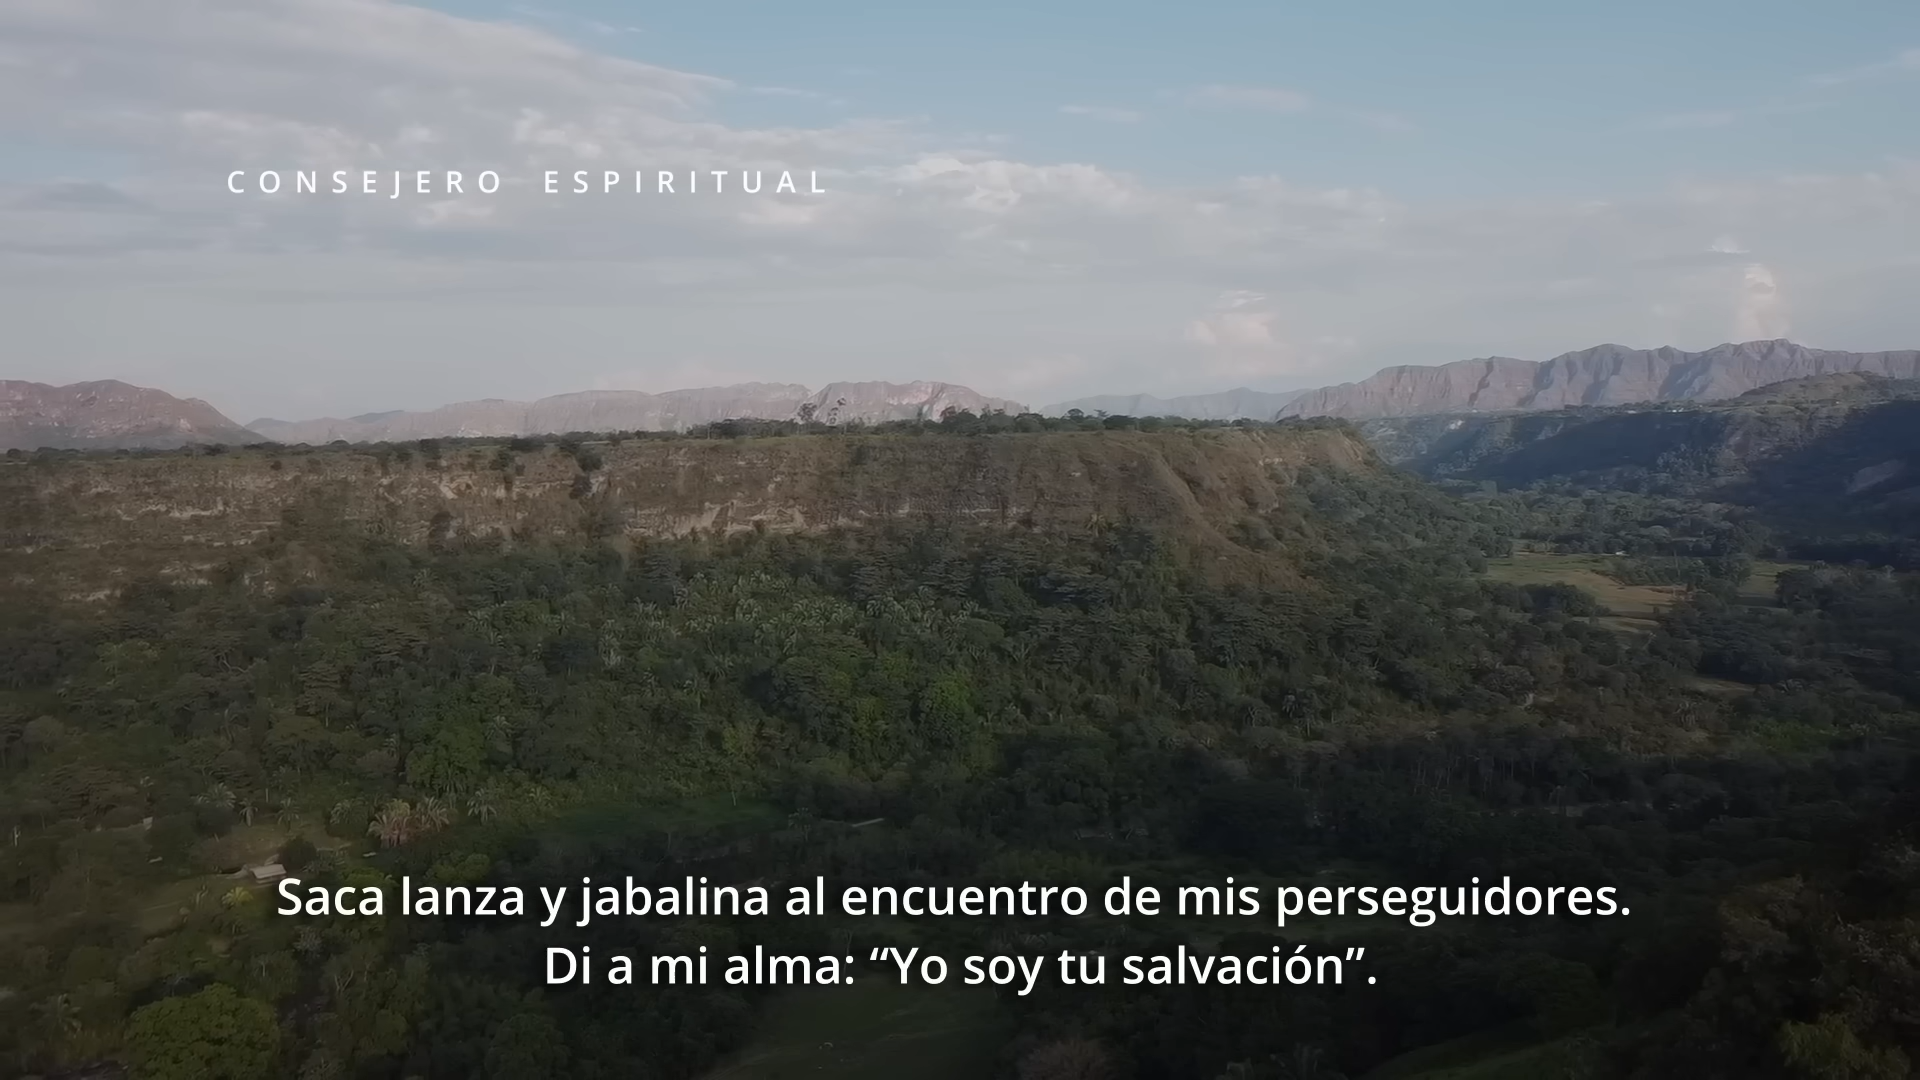 CONSEJERO ESPIRITUAL
Saca lanza y jabalina al encuentro de mis perseguidores.
Di a mi alma: “Yo soy tu salvación”.